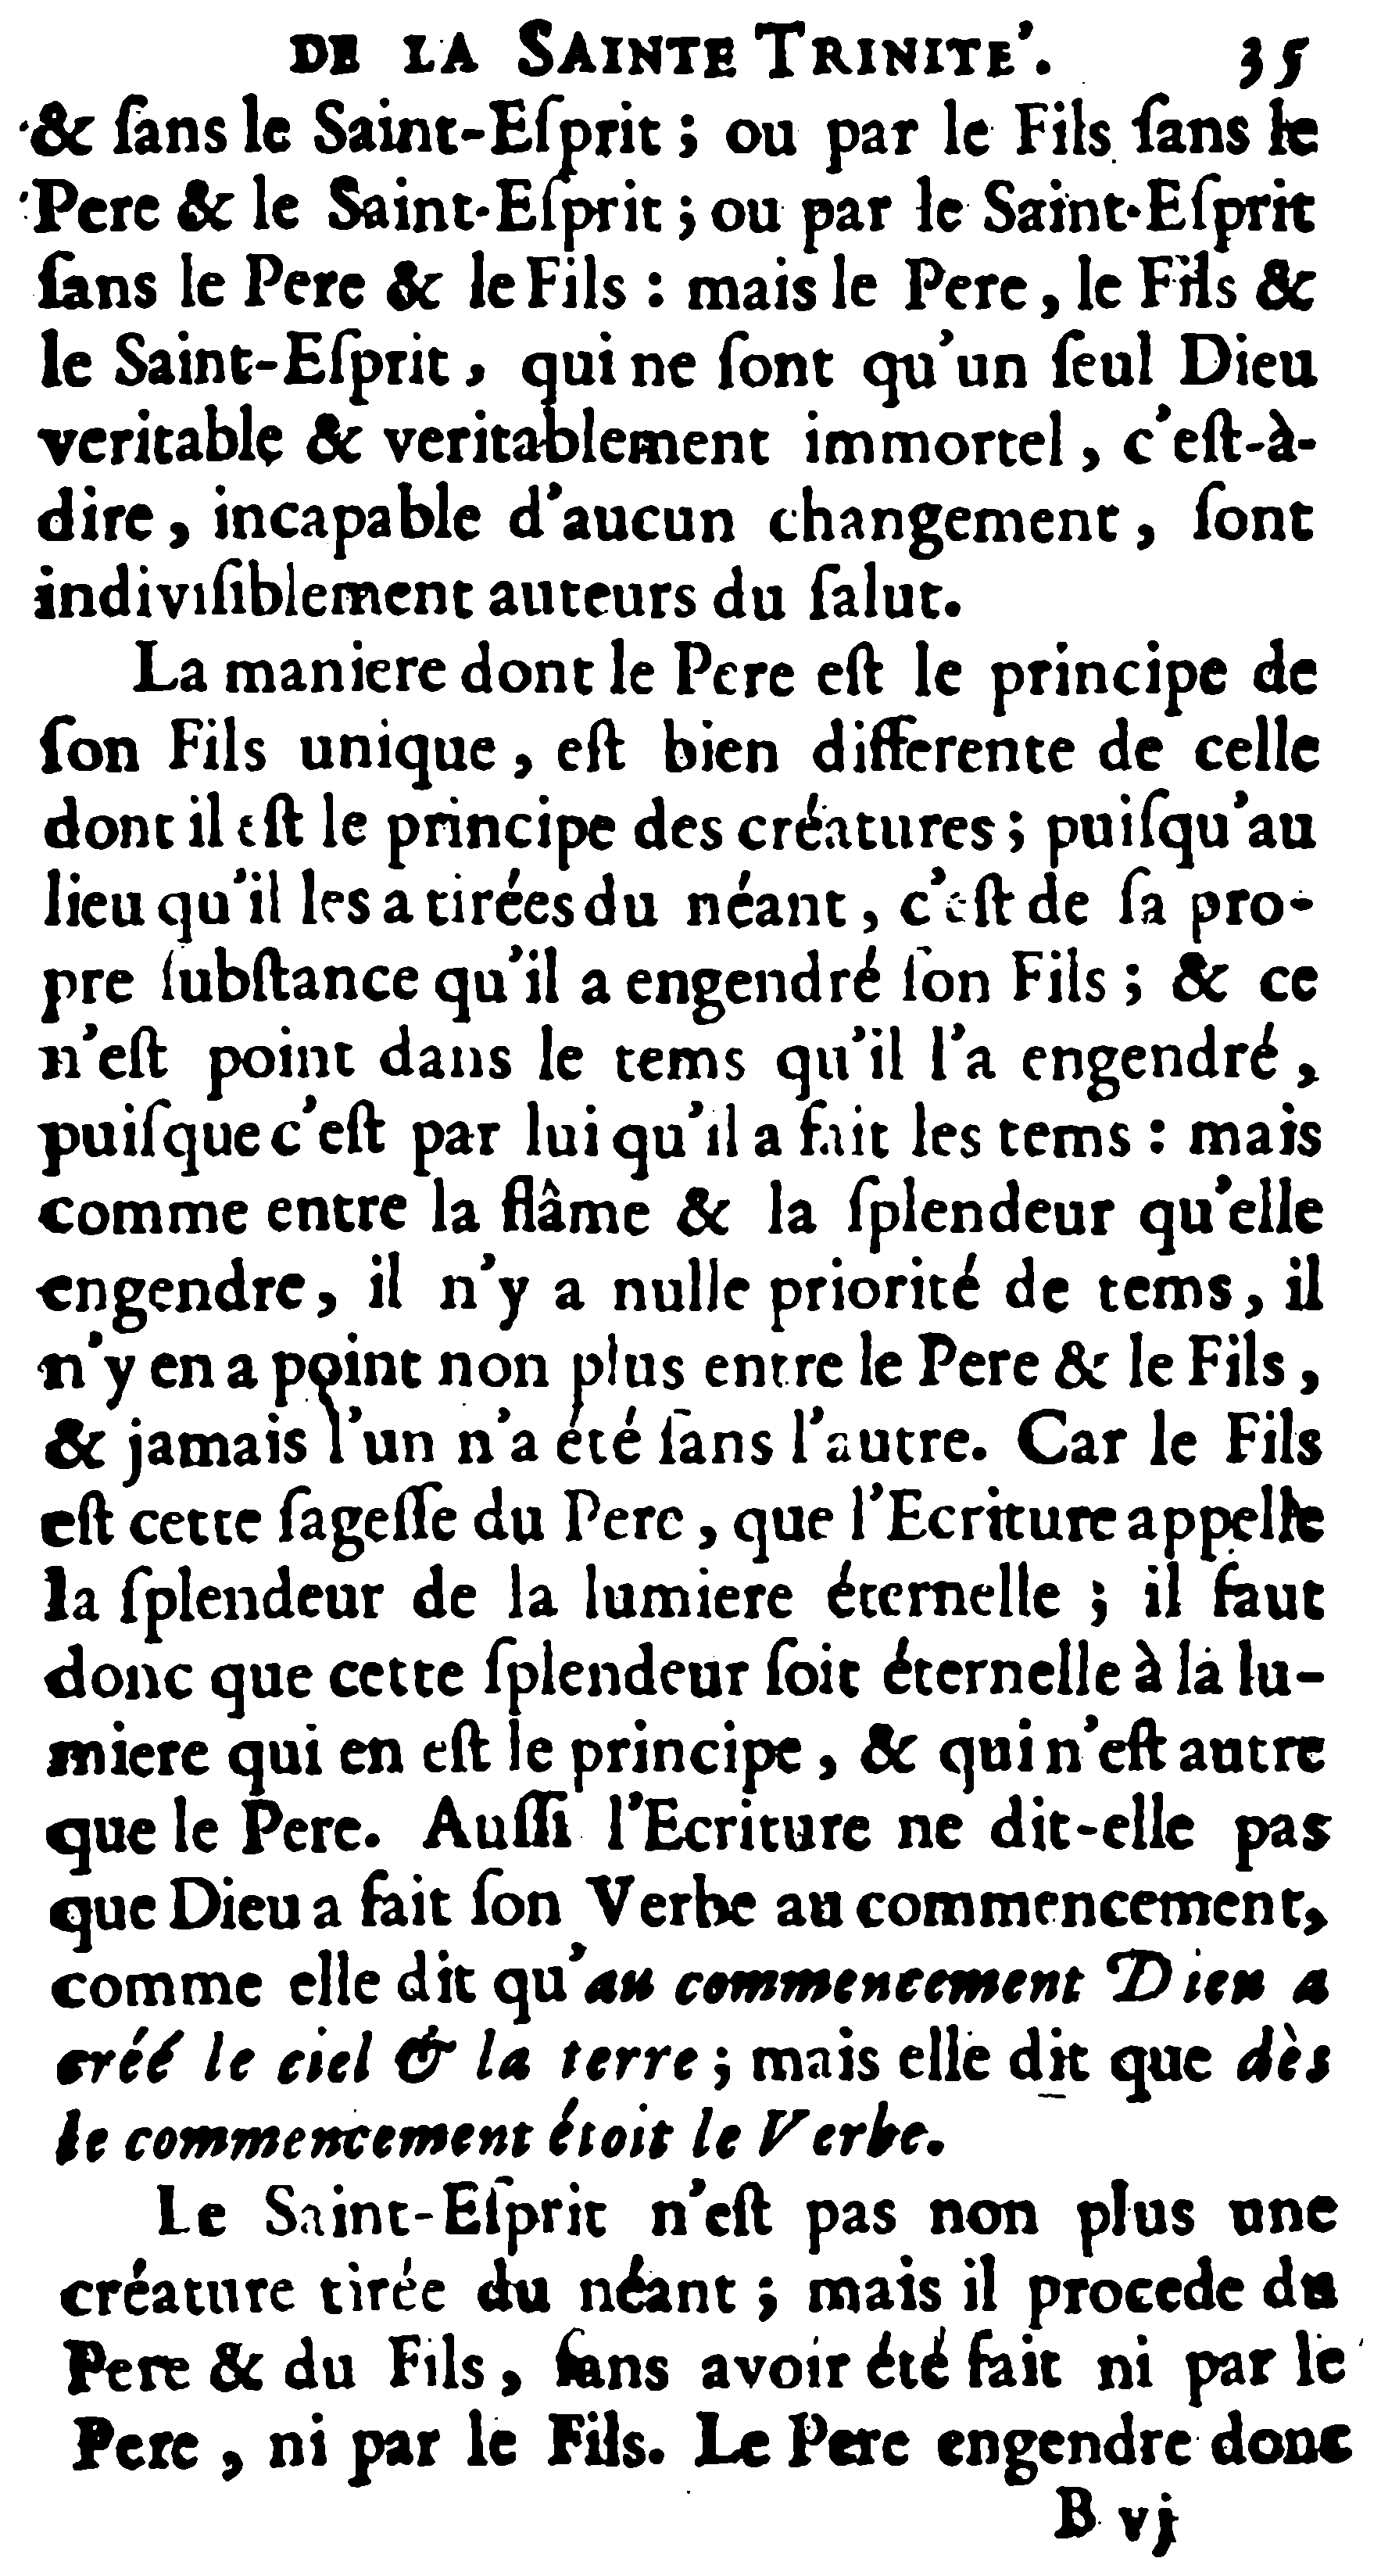 DE LA SAINTE TRINITE'. 35
& ſans le Saint-Eſprit ; ou par le Fils ſans le
Pere & le Saint-Eſprit ; ou par le Saint-Eſprit
ſans le Pere & le Fils : mais le Pere , le Fils &
le Saint-Eſprit , qui ne ſont qu'un ſeul Dieu
veritable & veritablement immortel , c'eſt-à-
dire , incapable d'aucun changement , ſont
indiviſiblement auteurs du ſalut.
La maniere dont le Pere eſt le principe de
ſon Fils unique , eſt bien differente de celle
dont il eſt le principe des créatures ; puiſqu'au
lieu qu'il les a tirées du néant , c'eſt de ſa pro-
pre ſubſtance qu'il a engendré ſon Fils ; & ce
n'eſt point dans le tems qu'il l'a engendré ,
puiſque c'eſt par lui qu'il a fait les tems : mais
comme entre la flâme & la ſplendeur qu'elle
engendre , il n'y a nulle priorité de tems , il
n'y en a point non plus entre le Pere & le Fils ,
& jamais l'un n'a été ſans l'autre. Car le Fils
eſt cette ſageſſe du Pere , que l'Ecriture appelle
la ſplendeur de la lumiere éternelle ; il faut
donc que cette ſplendeur ſoit éternelle à la lu-
miere qui en eſt le principe , & qui n'eſt autre
que le Pere. Auſſi l'Ecriture ne dit-elle pas
que Dieu a fait ſon Verbe au commencement,
comme elle dit qu'au commencement Dieu a
créé le ciel & la terre ; mais elle dit que dès
le commencement étoit le Verbe.
Le Saint-Eſprit n'eſt pas non plus une
créature tirée du néant ; mais il procede du
Pere & du Fils , ſans avoir été fait ni par le
Pere , ni par le Fils. Le Pere engendre donc
B vj